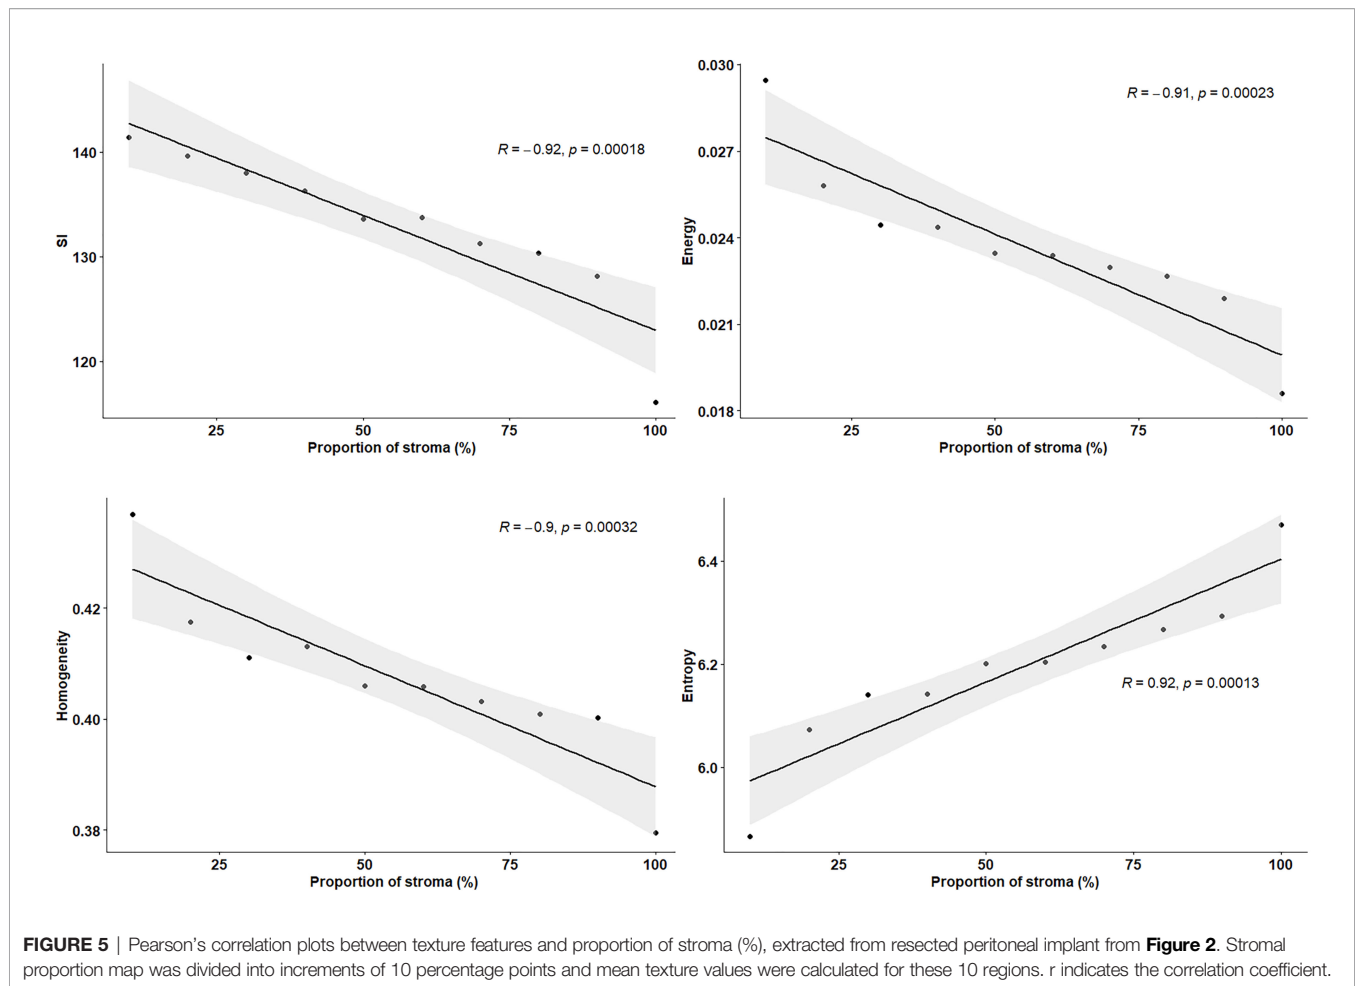 140
130
120
SI
R = −0.92, p = 0.00018
25 50 75 100
Proportion of stroma (%)
0.030
0.027
0.024
0.021
0.018
Energy
R = −0.91, p = 0.00023
25 50 75 100
Proportion of stroma (%)
0.42
0.40
0.38
Homogeneity
R = −0.9, p = 0.00032
25 50 75 100
Proportion of stroma (%)
6.4
6.2
6.0
Entropy
R = 0.92, p = 0.00013
25 50 75 100
Proportion of stroma (%)
FIGURE 5 | Pearson's correlation plots between texture features and proportion of stroma (%), extracted from resected peritoneal implant from Figure 2. Stromal
proportion map was divided into increments of 10 percentage points and mean texture values were calculated for these 10 regions. r indicates the correlation coefficient.